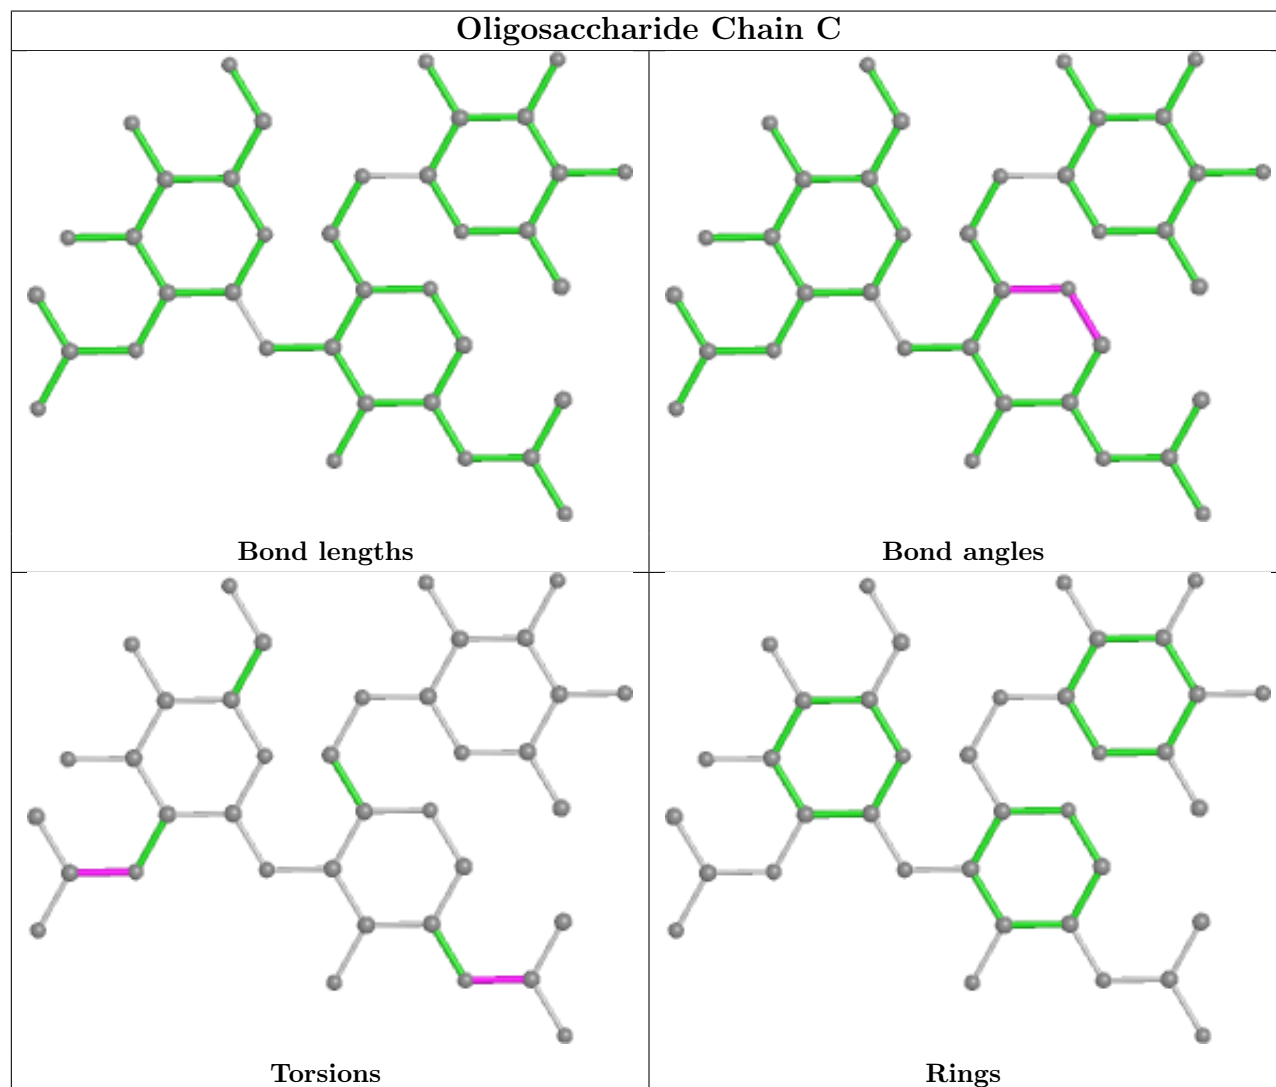 Oligosaccharide Chain C
Bond lengths
Bond angles
Torsions
Rings